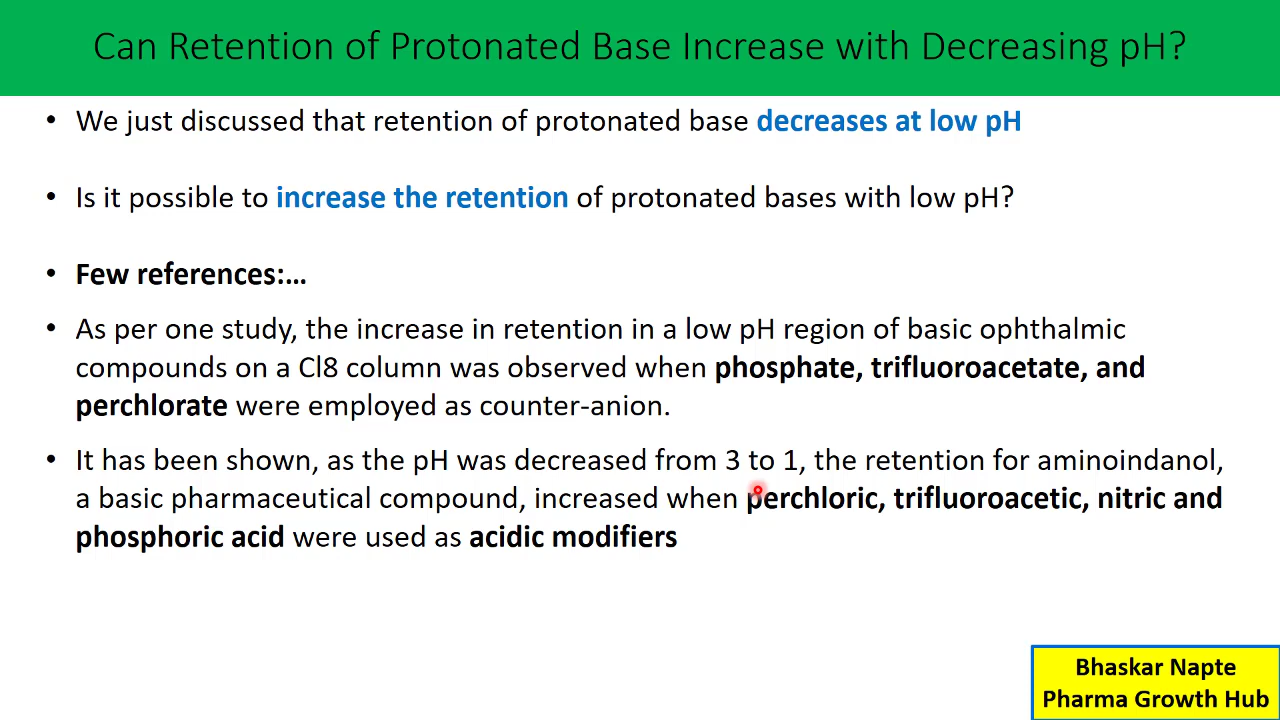 Can Retention of Protonated Base Increase with Decreasing pH?
• We just discussed that retention of protonated base decreases at low pH
• Is it possible to increase the retention of protonated bases with low pH?
• Few references:...
• As per one study, the increase in retention in a low pH region of basic ophthalmic
compounds on a Cl8 column was observed when phosphate, trifluoroacetate, and
perchlorate were employed as counter-anion.
• It has been shown, as the pH was decreased from 3 to 1, the retention for aminoindanol,
a basic pharmaceutical compound, increased when perchloric, trifluoroacetic, nitric and
phosphoric acid were used as acidic modifiers
Bhaskar Napte
Pharma Growth Hub